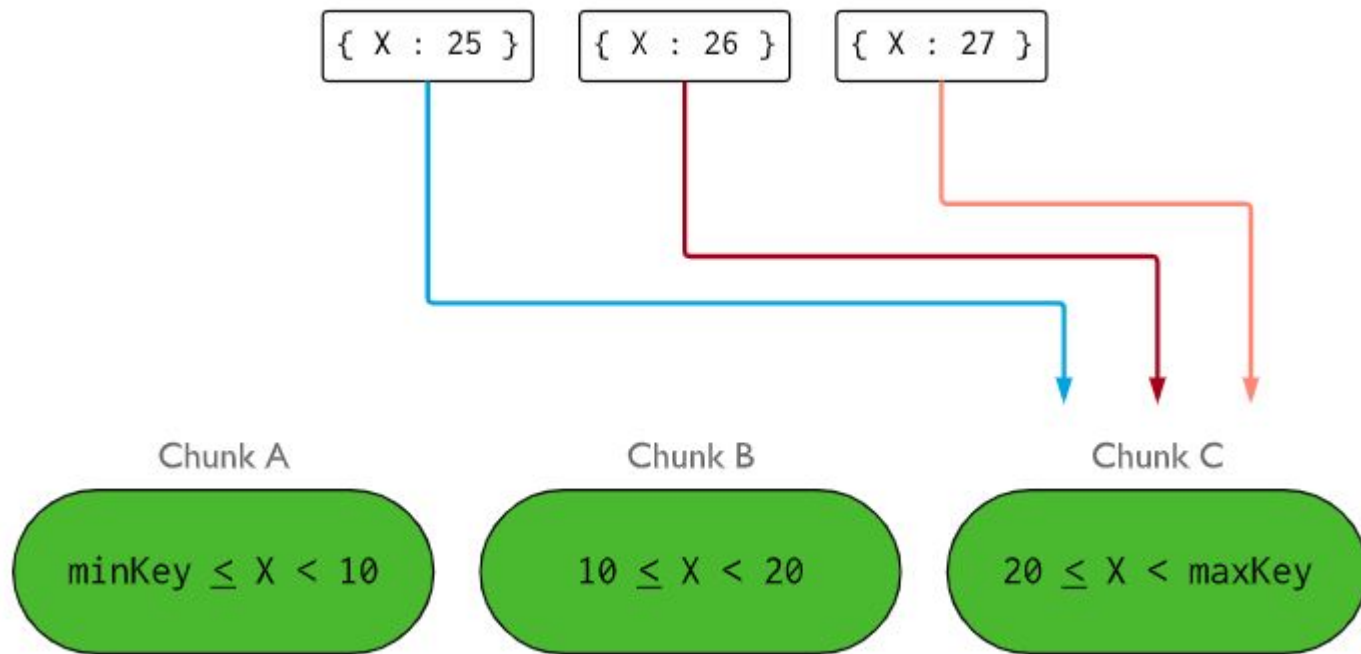 { X : 25 }
{ X : 26 }
{ X : 27 }
Chunk A
Chunk B
Chunk C
minKey ≤ X < 10
10 ≤ X < 20
20 ≤ X < maxKey